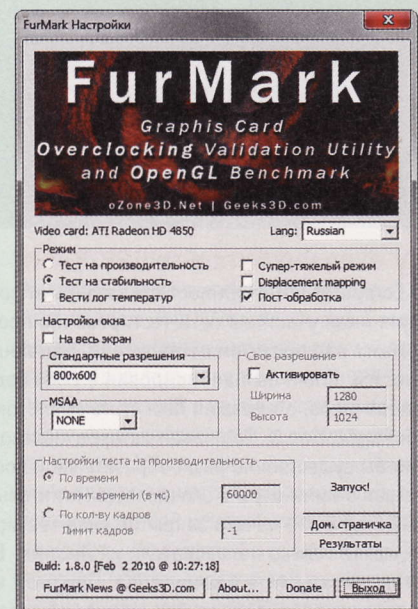 FurMark Настройки
FurMark
Graphis Card
Overclocking Validation Utility
and OpenGL Benchmark
oZone3D.Net | Geeks3D.com
Video card: ATI Radeon HD 4850 Lang: Russian
Режим
Тест на производительность
Супер-тяжелый режим
Тест на стабильность
Displacement mapping
Вести лог температур
Пост-обработка
Настройки окна
На весь экран
Стандартные разрешения
800x600
MSAA
NONE
Свое разрешение
Активировать
Ширина 1280
Высота 1024
Настройки теста на производительность
По времени
Лимит времени (в мс) 60000
По кол-ву кадров
Лимит кадров -1
Запуск!
Дом. страничка
Результаты
Build: 1.8.0 [Feb 2 2010 @ 10:27:18]
FurMark News @ Geeks3D.com About... Donate Выход